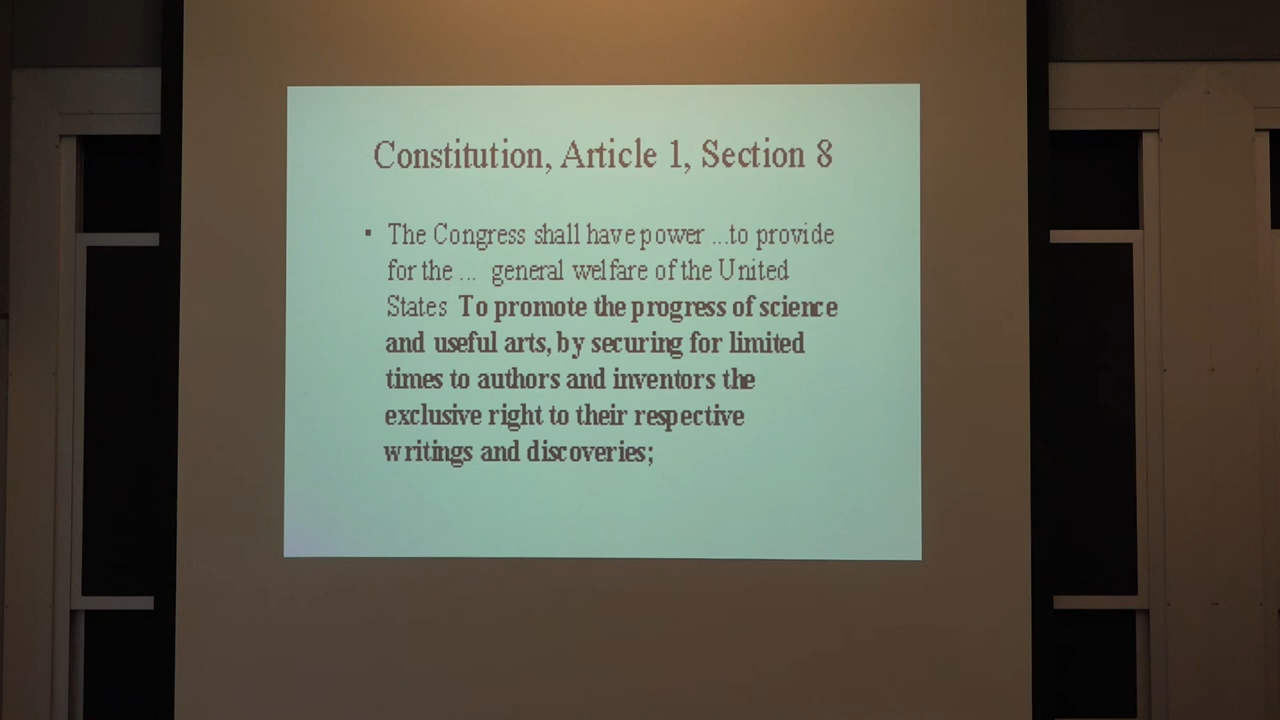 Constitution, Article 1, Section 8
▪ The Congress shall have power ...to provide
for the ... general welfare of the United
States To promote the progress of science
and useful arts, by securing for limited
times to authors and inventors the
exclusive right to their respective
writings and discoveries;